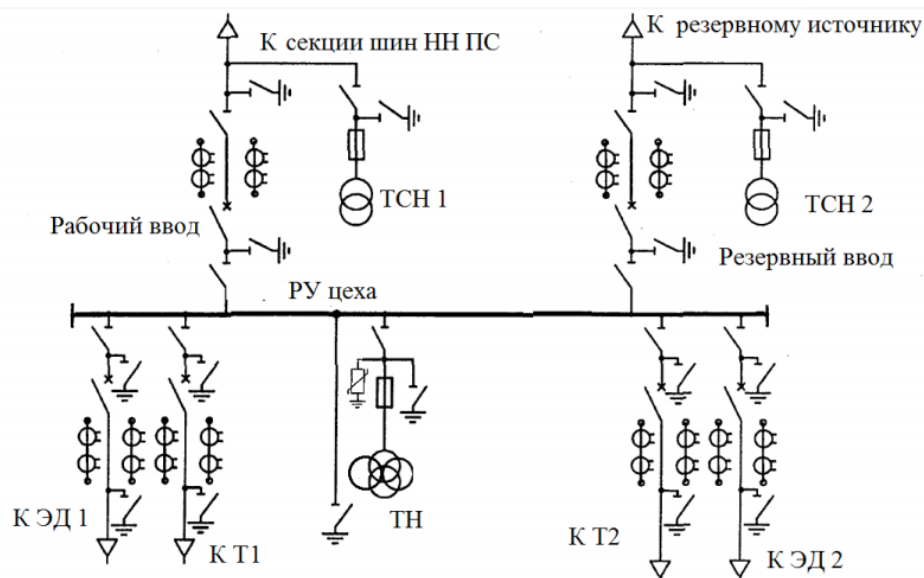 К секции шин НН ПС
К резервному источнику
ТСН 1
ТСН 2
Рабочий ввод
Резервный ввод
РУ цеха
К ЭД 1
К Т1
ТН
К Т2
К ЭД 2